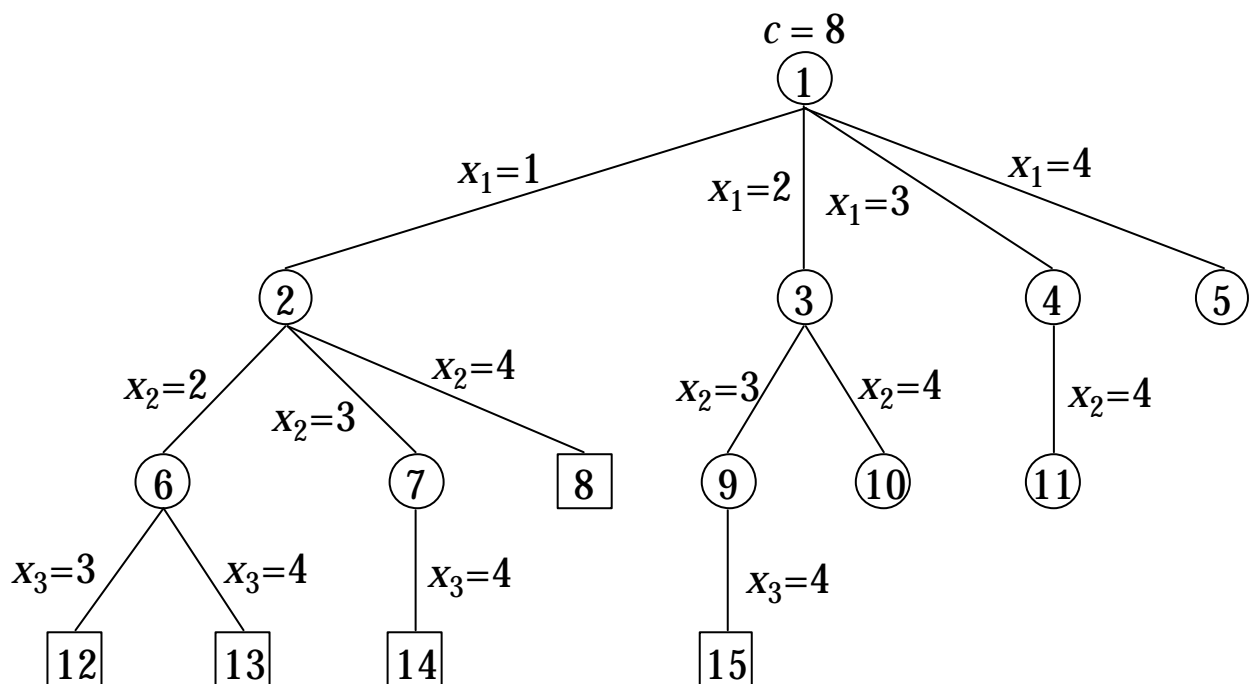 c = 8
1
x₁=1
x₁=2
x₁=3
x₁=4
2
3
4
5
x₂=2
x₂=3
x₂=4
x₂=3
x₂=4
x₂=4
6
7
8
9
10
11
x₃=3
x₃=4
x₃=4
x₃=4
12
13
14
15